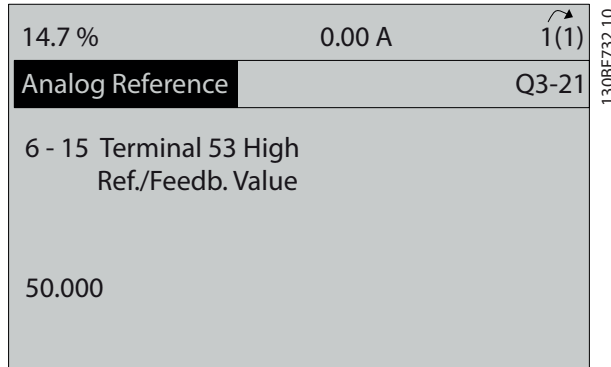 14.7 % 0.00 A 1(1)
Analog Reference Q3-21
6 - 15 Terminal 53 High
Ref./Feedb. Value
50.000
130BF732.10